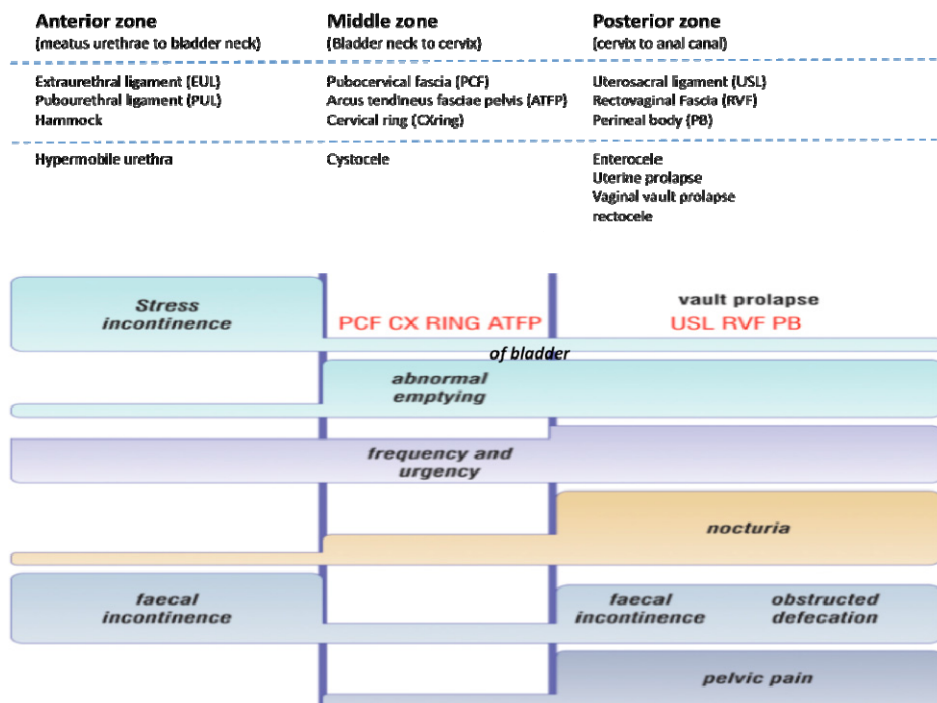 Anterior zone
(meatus urethrae to bladder neck)
Middle zone
(Bladder neck to cervix)
Posterior zone
(cervix to anal canal)
Extraurethral ligament (EUL)
Pubourethral ligament (PUL)
Hammock
Pubocervical fascia (PCF)
Arcus tendineus fasciae pelvis (ATFP)
Cervical ring (CXring)
Uterosacral ligament (USL)
Rectovaginal Fascia (RVF)
Perineal body (PB)
Hypermobile urethra
Cystocele
Enterocele
Uterine prolapse
Vaginal vault prolapse
rectocele
Stress
incontinence
PCF CX RING ATFP
vault prolapse
USL RVF PB
of bladder
abnormal
emptying
frequency and
urgency
nocturia
faecal
incontinence
faecal
incontinence
obstructed
defecation
pelvic pain